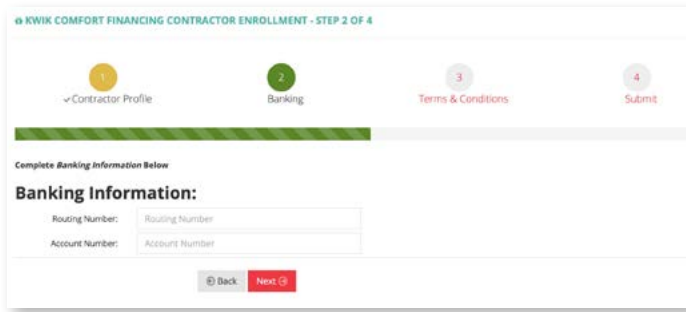 KWIK COMFORT FINANCING CONTRACTOR ENROLLMENT - STEP 2 OF 4
1 2 3 4
Contractor Profile Banking Terms & Conditions Submit
Complete Banking Information Below
Banking Information:
Routing Number: Routing Number
Account Number: Account Number
Back Next